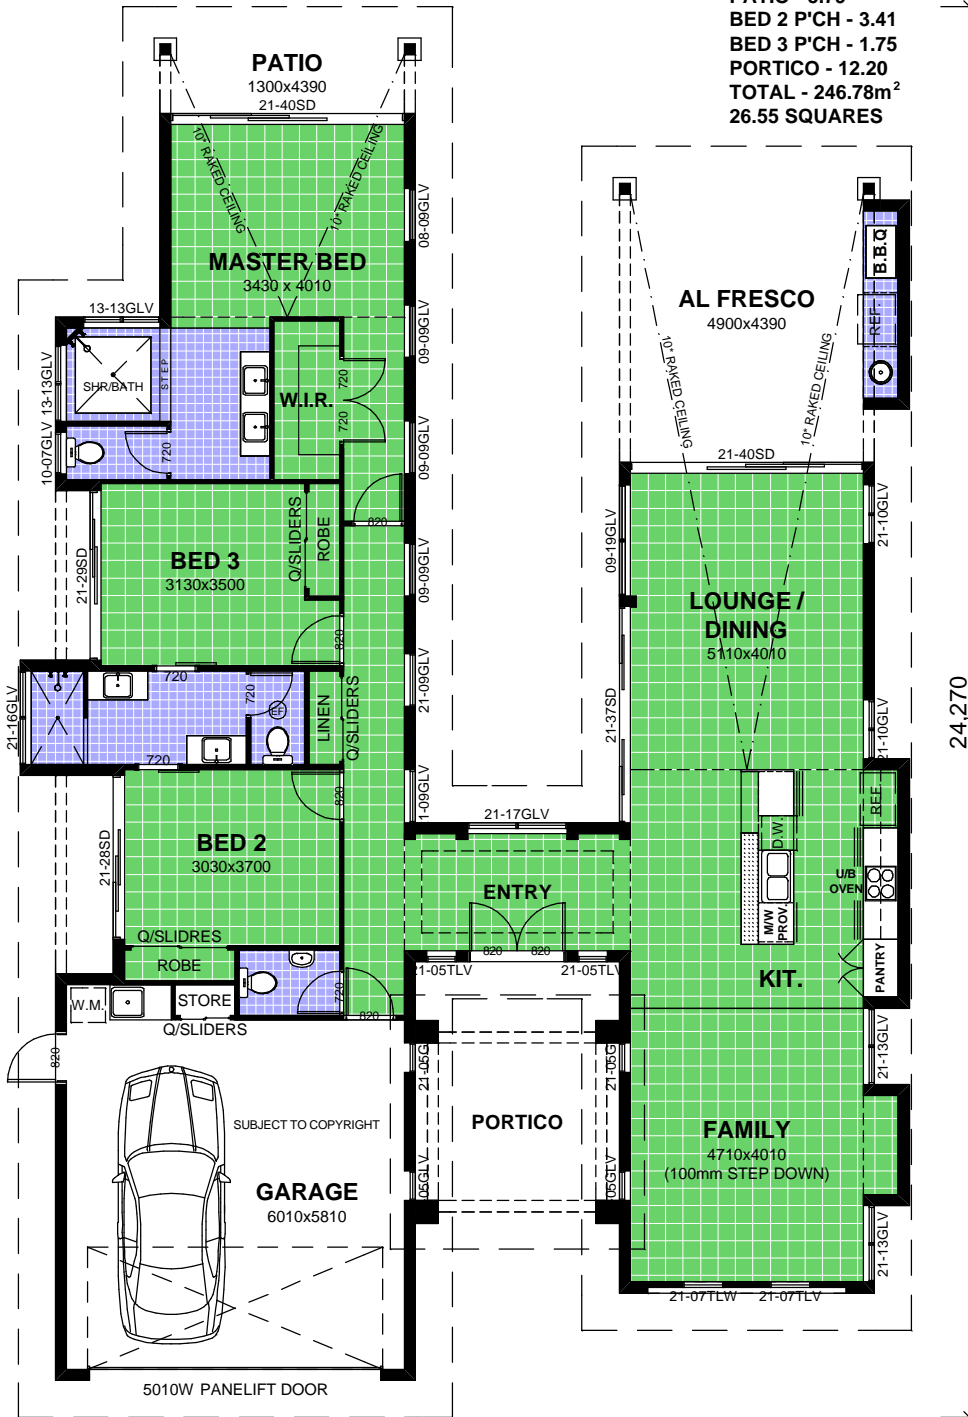 BED 2 P'CH - 3.41
BED 3 P'CH - 1.75
PORTICO - 12.20
TOTAL - 246.78m²
26.55 SQUARES
PATIO
1300x4390
21-40SD
10° RAKED CEILING
10° RAKED CEILING
08-09GLV
MASTER BED
3430 x 4010
13-13GLV
13-13GLV
SHR/BATH
STEP
W.I.R.
720
720
09-09GLV
09-09GLV
10-07GLV
720
820
B.B.Q
REF.
AL FRESCO
4900x4390
10° RAKED CEILING
10° RAKED CEILING
21-40SD
21-10GLV
09-19GLV
BED 3
3130x3500
Q/SLIDERS
ROBE
21-29SD
09-09GLV
820
LOUNGE /
DINING
5110x4010
21-16GLV
720
720
EF
LINEN
Q/SLIDERS
21-09GLV
21-37SD
21-10GLV
24,270
720
820
BED 2
3030x3700
21-28SD
1-09GLV
21-17GLV
D.W.
REF.
U/B
OVEN
M/W
PROV.
ENTRY
820
820
KIT.
PANTRY
Q/SLIDRES
ROBE
21-05TLV
21-05TLV
W.M.
STORE
Q/SLIDERS
720
820
820
21-05G
21-05G
21-13GLV
SUBJECT TO COPYRIGHT
PORTICO
FAMILY
4710x4010
(100mm STEP DOWN)
GARAGE
6010x5810
05GLV
05GLV
21-13GLV
21-07TLW
21-07TLV
5010W PANELIFT DOOR